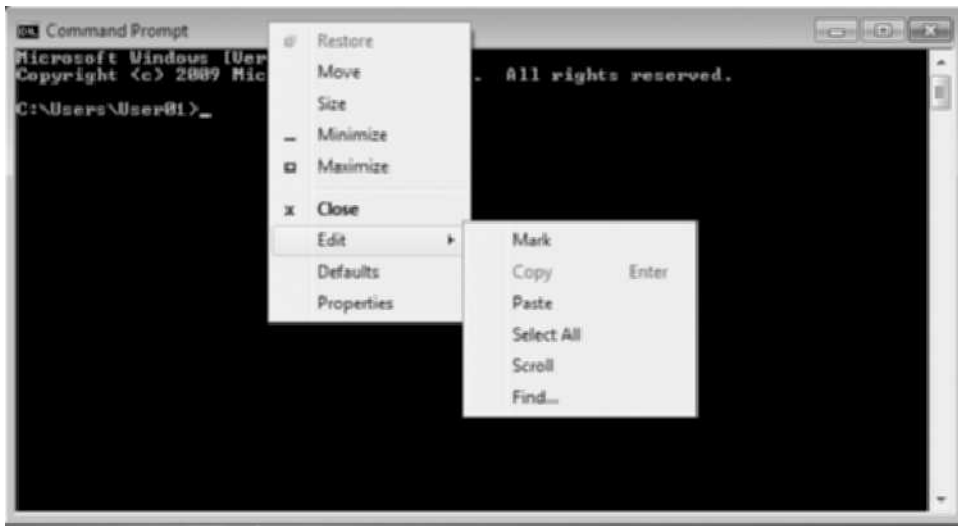 Command Prompt
Microsoft Windows [Ver
Copyright (c) 2009 Mic . All rights reserved.
C:\Users\User01>_
Restore
Move
Size
Minimize
Maximize
x Close
Edit
Defaults
Properties
Mark
Copy Enter
Paste
Select All
Scroll
Find...